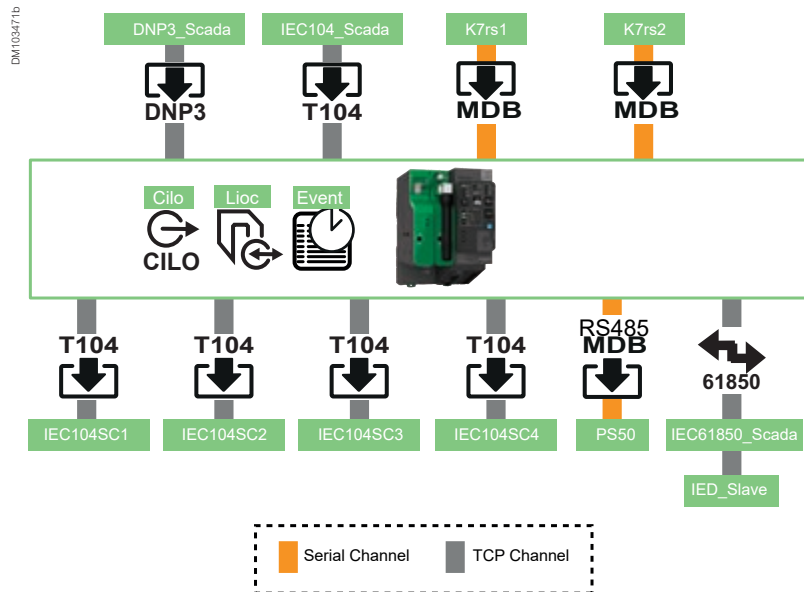 DM103471b
DNP3_Scada
IEC104_Scada
K7rs1
K7rs2
DNP3
T104
MDB
MDB
Cilo
Lioc
Event
CILO
T104
T104
T104
T104
RS485
MDB
61850
IEC104SC1
IEC104SC2
IEC104SC3
IEC104SC4
PS50
IEC61850_Scada
IED_Slave
Serial Channel
TCP Channel